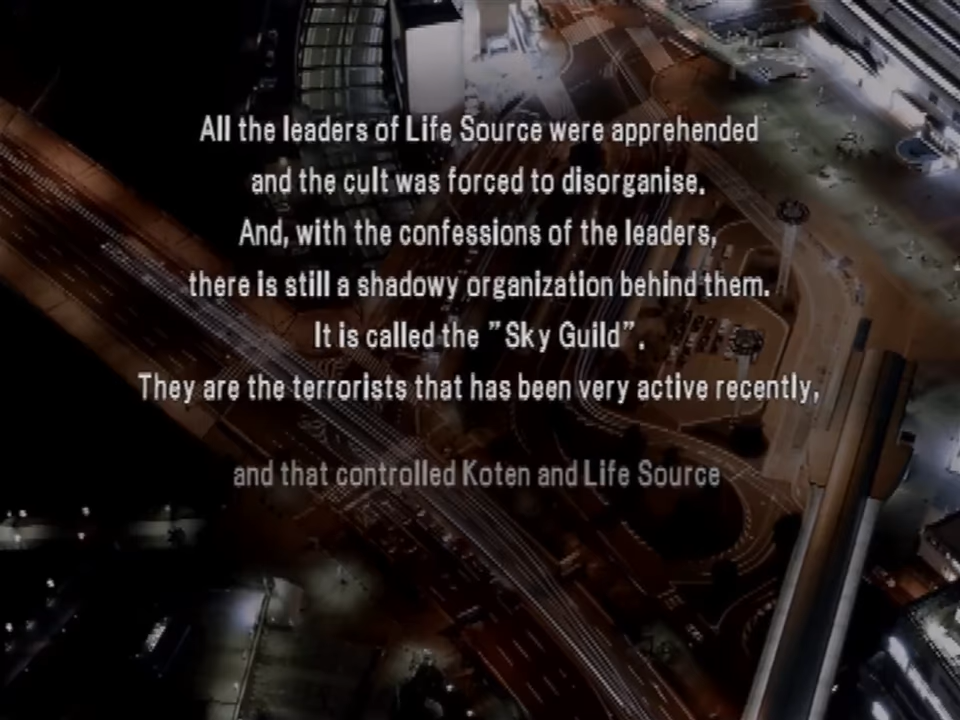 All the leaders of Life Source were apprehended
and the cult was forced to disorganise.
And, with the confessions of the leaders,
there is still a shadowy organization behind them.
It is called the "Sky Guild".
They are the terrorists that has been very active recently,
and that controlled Koten and Life Source